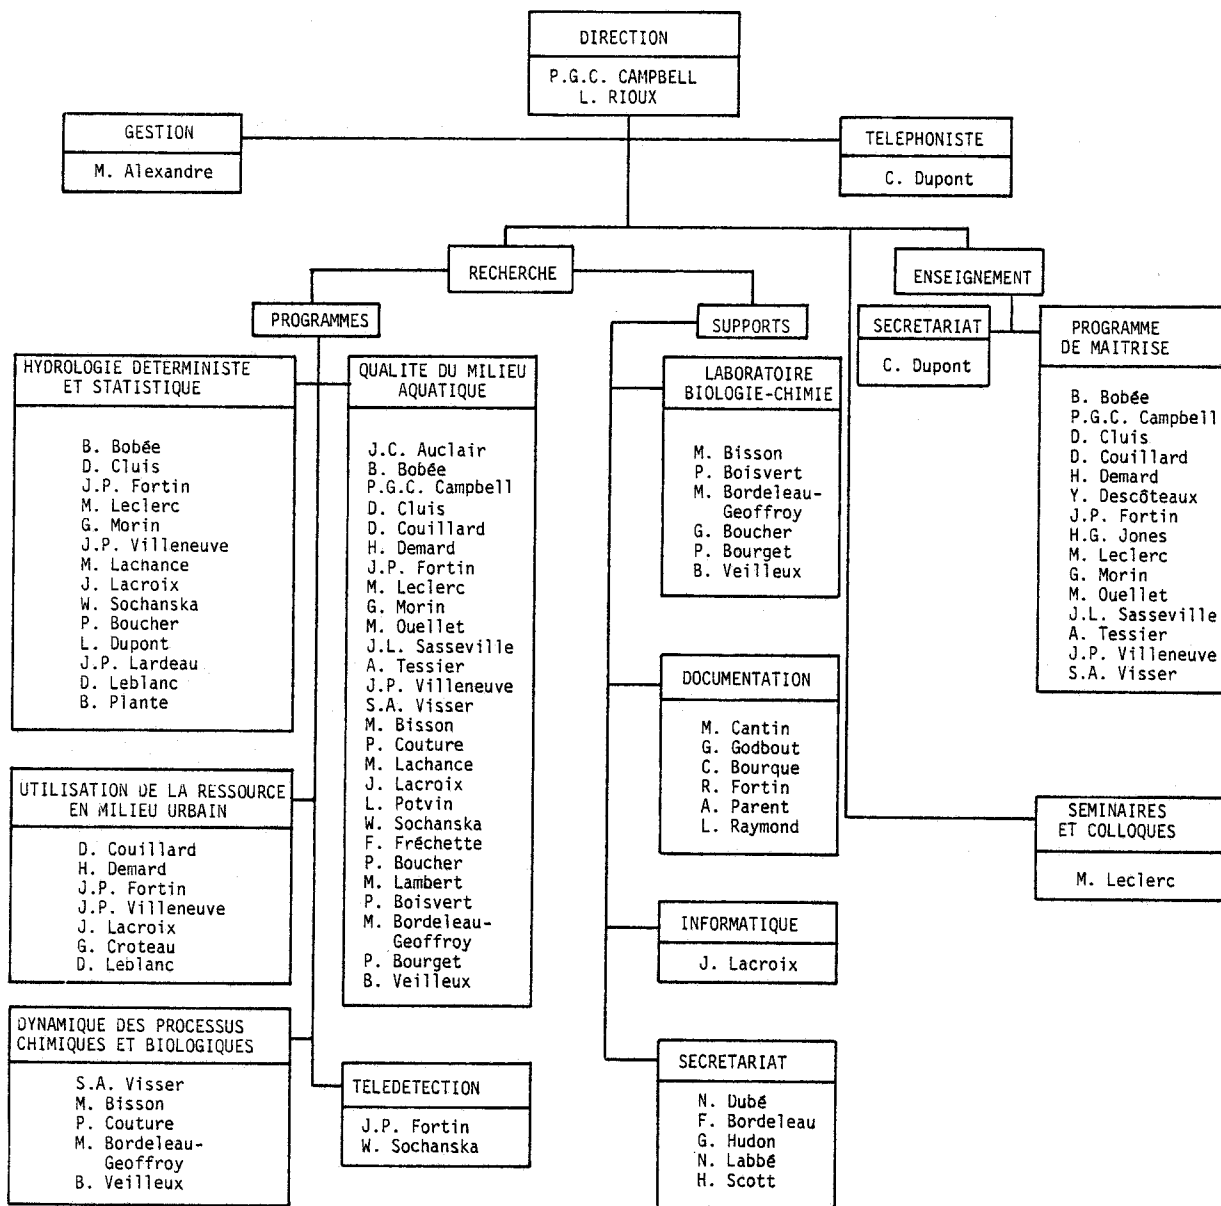 DIRECTION
P.G.C. CAMPBELL
L. RIOUX
GESTION
M. Alexandre
TELEPHONISTE
C. Dupont
RECHERCHE
ENSEIGNEMENT
PROGRAMMES
SUPPORTS
SECRETARIAT
C. Dupont
PROGRAMME
DE MAITRISE
B. Bobée
P.G.C. Campbell
D. Cluis
D. Couillard
H. Demard
Y. Descôteaux
J.P. Fortin
H.G. Jones
M. Leclerc
G. Morin
M. Ouellet
J.L. Sasseville
A. Tessier
J.P. Villeneuve
S.A. Visser
HYDROLOGIE DETERMINISTE
ET STATISTIQUE
B. Bobée
D. Cluis
J.P. Fortin
M. Leclerc
G. Morin
J.P. Villeneuve
M. Lachance
J. Lacroix
W. Sochanska
P. Boucher
L. Dupont
J.P. Lardeau
D. Leblanc
B. Plante
QUALITE DU MILIEU
AQUATIQUE
J.C. Auclair
B. Bobée
P.G.C. Campbell
D. Cluis
D. Couillard
H. Demard
J.P. Fortin
M. Leclerc
G. Morin
M. Ouellet
J.L. Sasseville
A. Tessier
J.P. Villeneuve
S.A. Visser
M. Bisson
P. Couture
M. Lachance
J. Lacroix
L. Potvin
W. Sochanska
F. Fréchette
P. Boucher
M. Lambert
P. Boisvert
M. Bordeleau-
Geoffroy
P. Bourget
B. Veilleux
LABORATOIRE
BIOLOGIE-CHIMIE
M. Bisson
P. Boisvert
M. Bordeleau-
Geoffroy
G. Boucher
P. Bourget
B. Veilleux
DOCUMENTATION
M. Cantin
G. Godbout
C. Bourque
R. Fortin
A. Parent
L. Raymond
UTILISATION DE LA RESSOURCE
EN MILIEU URBAIN
D. Couillard
H. Demard
J.P. Fortin
J.P. Villeneuve
J. Lacroix
G. Croteau
D. Leblanc
SEMINAIRES
ET COLLOQUES
M. Leclerc
INFORMATIQUE
J. Lacroix
DYNAMIQUE DES PROCESSUS
CHIMIQUES ET BIOLOGIQUES
S.A. Visser
M. Bisson
P. Couture
M. Bordeleau-
Geoffroy
B. Veilleux
TELEDETECTION
J.P. Fortin
W. Sochanska
SECRETARIAT
N. Dubé
F. Bordeleau
G. Hudon
N. Labbé
H. Scott